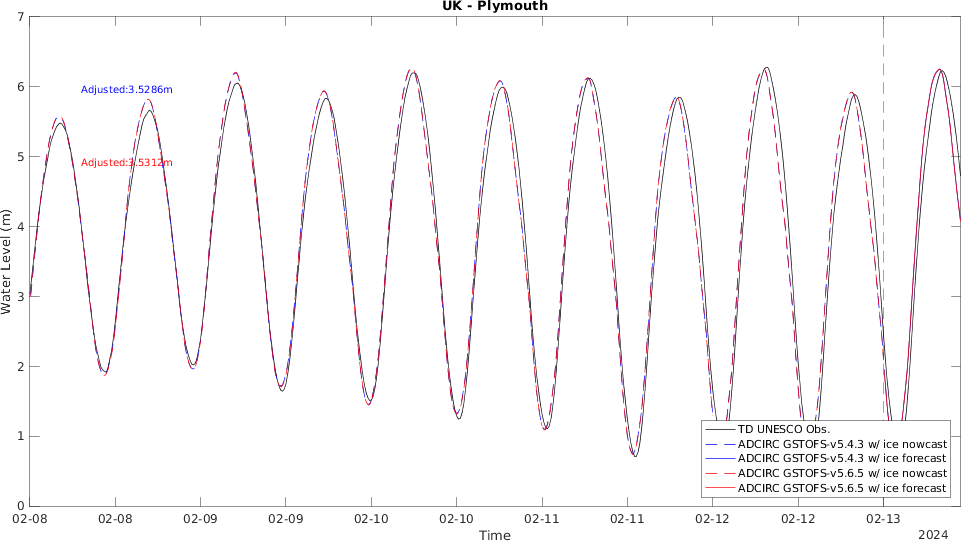 UK - Plymouth
7
6
5
4
3
2
1
0
Water Level (m)
Adjusted:3.5286m
Adjusted:3.5312m
TD UNESCO Obs.
ADCIRC GSTOFS-v5.4.3 w/ ice nowcast
ADCIRC GSTOFS-v5.4.3 w/ ice forecast
ADCIRC GSTOFS-v5.6.5 w/ ice nowcast
ADCIRC GSTOFS-v5.6.5 w/ ice forecast
02-08 02-08 02-09 02-09 02-10 02-10 02-11 02-11 02-12 02-12 02-13
Time
2024